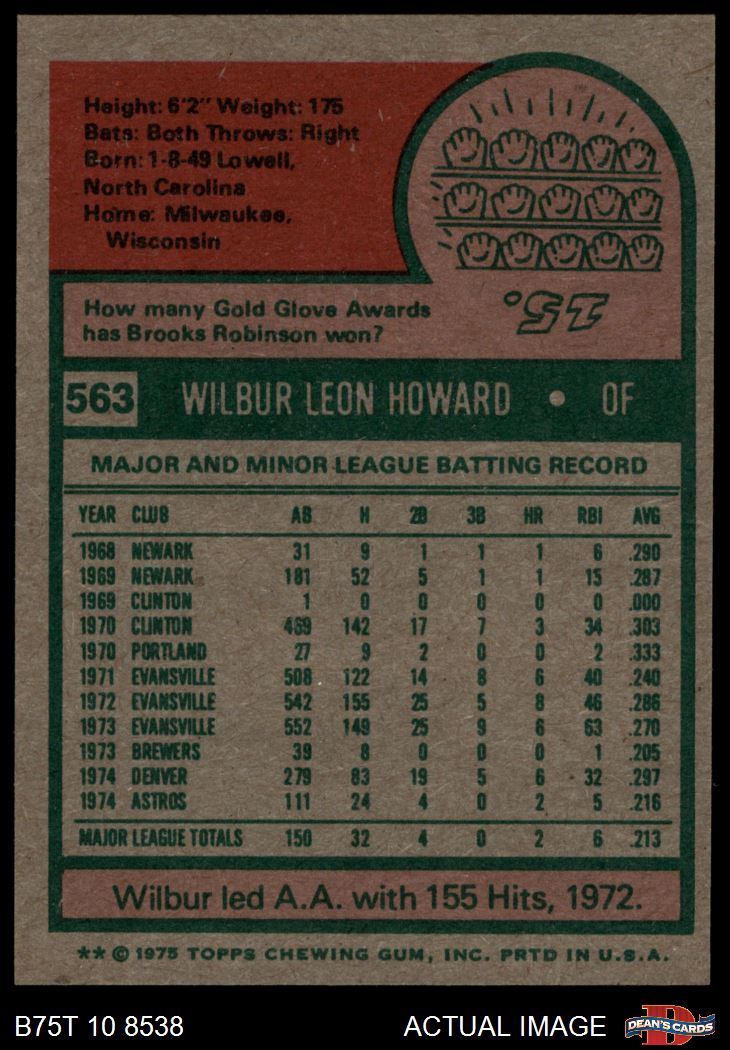 Height: 6'2" Weight: 175
Bats: Both Throws: Right
Born: 1-8-49 Lowell,
North Carolina
Home: Milwaukee,
Wisconsin
How many Gold Glove Awards
has Brooks Robinson won?
15.
563 WILBUR LEON HOWARD • OF
MAJOR AND MINOR LEAGUE BATTING RECORD
YEAR CLUB AB H 2B 3B HR RBI AVG
1968 NEWARK 31 9 1 1 1 6 .290
1969 NEWARK 181 52 5 1 1 15 .287
1969 CLINTON 1 0 0 0 0 0 .000
1970 CLINTON 469 142 17 7 3 34 .303
1970 PORTLAND 27 9 2 0 0 2 .333
1971 EVANSVILLE 508 122 14 8 6 40 .240
1972 EVANSVILLE 542 155 25 5 8 46 .286
1973 EVANSVILLE 552 149 25 9 6 63 .270
1973 BREWERS 39 8 0 0 0 1 .205
1974 DENVER 279 83 19 5 6 32 .297
1974 ASTROS 111 24 4 0 2 5 .216
MAJOR LEAGUE TOTALS 150 32 4 0 2 6 .213
Wilbur led A.A. with 155 Hits, 1972.
** © 1975 TOPPS CHEWING GUM, INC. PRTD IN U.S.A.
B75T 10 8538 ACTUAL IMAGE D DEAN'S CARDS